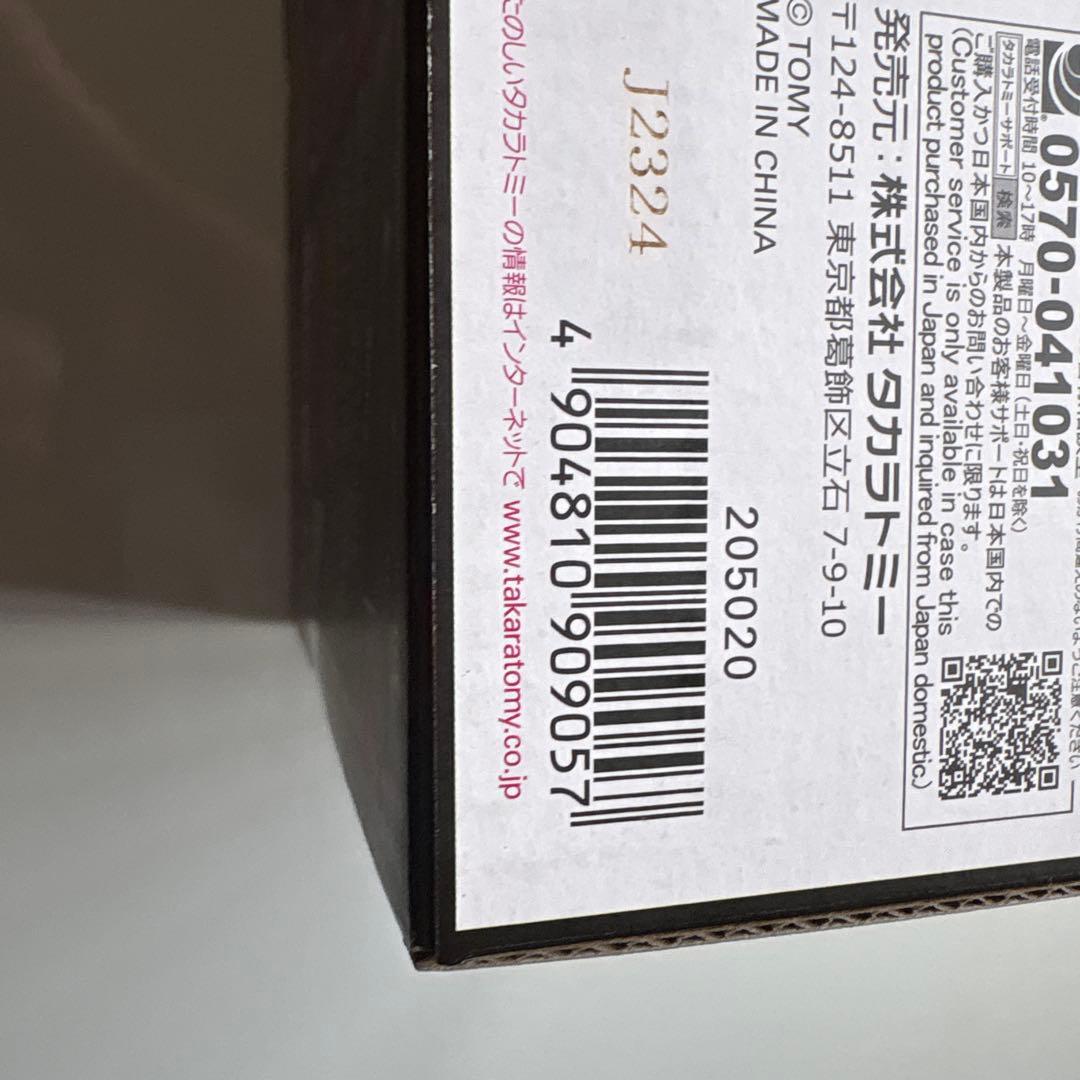 0570-041031
電話受付時間 10〜17時 月曜日〜金曜日 (土日・祝日を除く)
タカラトミーサポート 検索 本製品のお客様サポートは日本国内での
ご購入かつ日本国内からのお問い合わせに限ります。
(Customer service is only available in case this
product purchased in Japan and inquired from Japan domestic.)
発売元：株式会社 タカラトミー
〒124-8511 東京都葛飾区立石 7-9-10
© TOMY
MADE IN CHINA
205020
J2324
4 904810 909057
たのしいタカラトミーの情報はインターネットで www.takaratomy.co.jp